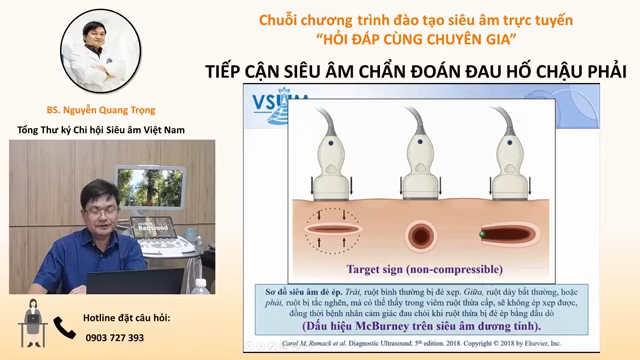 Chuỗi chương trình đào tạo siêu âm trực tuyến
“HỎI ĐÁP CÙNG CHUYÊN GIA”
TIẾP CẬN SIÊU ÂM CHẨN ĐOÁN ĐAU HỐ CHẬU PHẢI
BS. Nguyễn Quang Trọng
Tổng Thư ký Chi hội Siêu âm Việt Nam
VSUM
Target sign (non-compressible)
Sơ đồ siêu âm đè ép. Trái, ruột bình thường bị đè xẹp. Giữa, ruột dày bất thường, hoặc
phải, ruột bị tắc nghẽn, mà có thể thấy trong viêm ruột thừa cấp, sẽ không ép xẹp được,
đồng thời bệnh nhân cảm giác đau chói khi ruột thừa bị đè ép bằng đầu dò
(Dấu hiệu McBurney trên siêu âm dương tính).
Carol M. Rumack et al. Diagnostic Ultrasound. 5th edition. 2018. Copyright © 2018 by Elsevier, Inc.
Hotline đặt câu hỏi:
0903 727 393